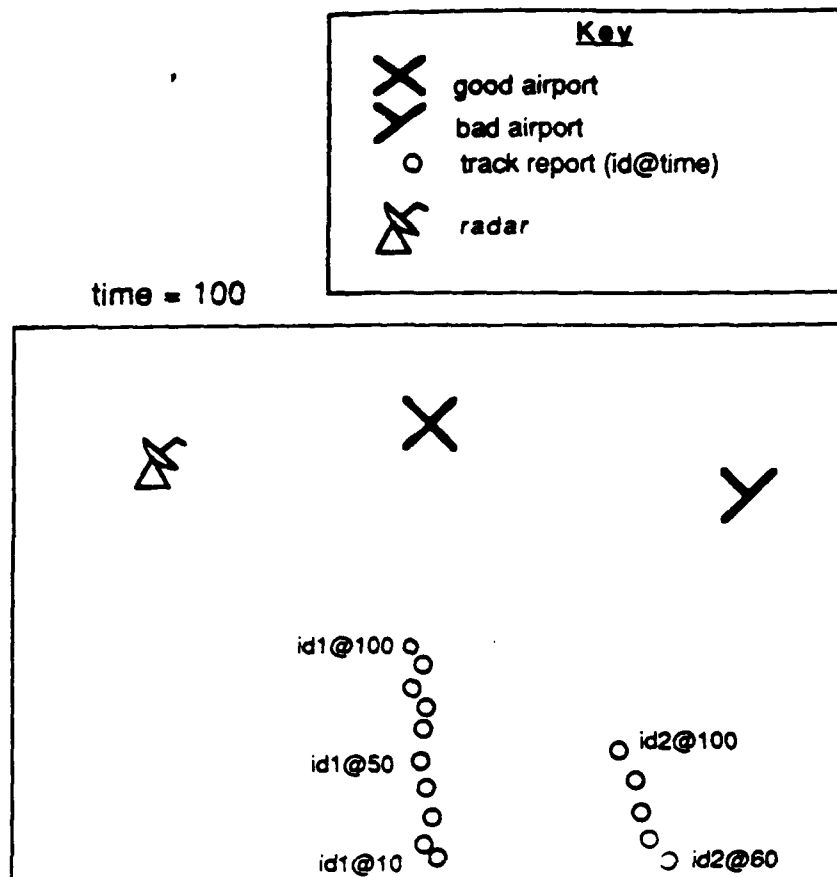 Key
good airport
bad airport
track report (id@time)
radar
time = 100
id1@100
id2@100
id1@50
id1@10
id2@60